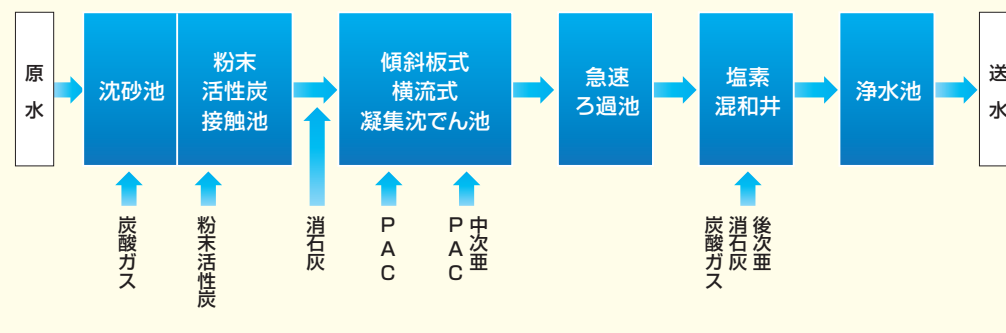 原水
沈砂池
粉末
活性炭
接触池
傾斜板式
横流式
凝集沈でん池
急速
ろ過池
塩素
混和井
浄水池
送水
炭酸ガス
粉末活性炭
消石灰
PAC
中次亜
PAC
後次亜
消石灰
炭酸ガス